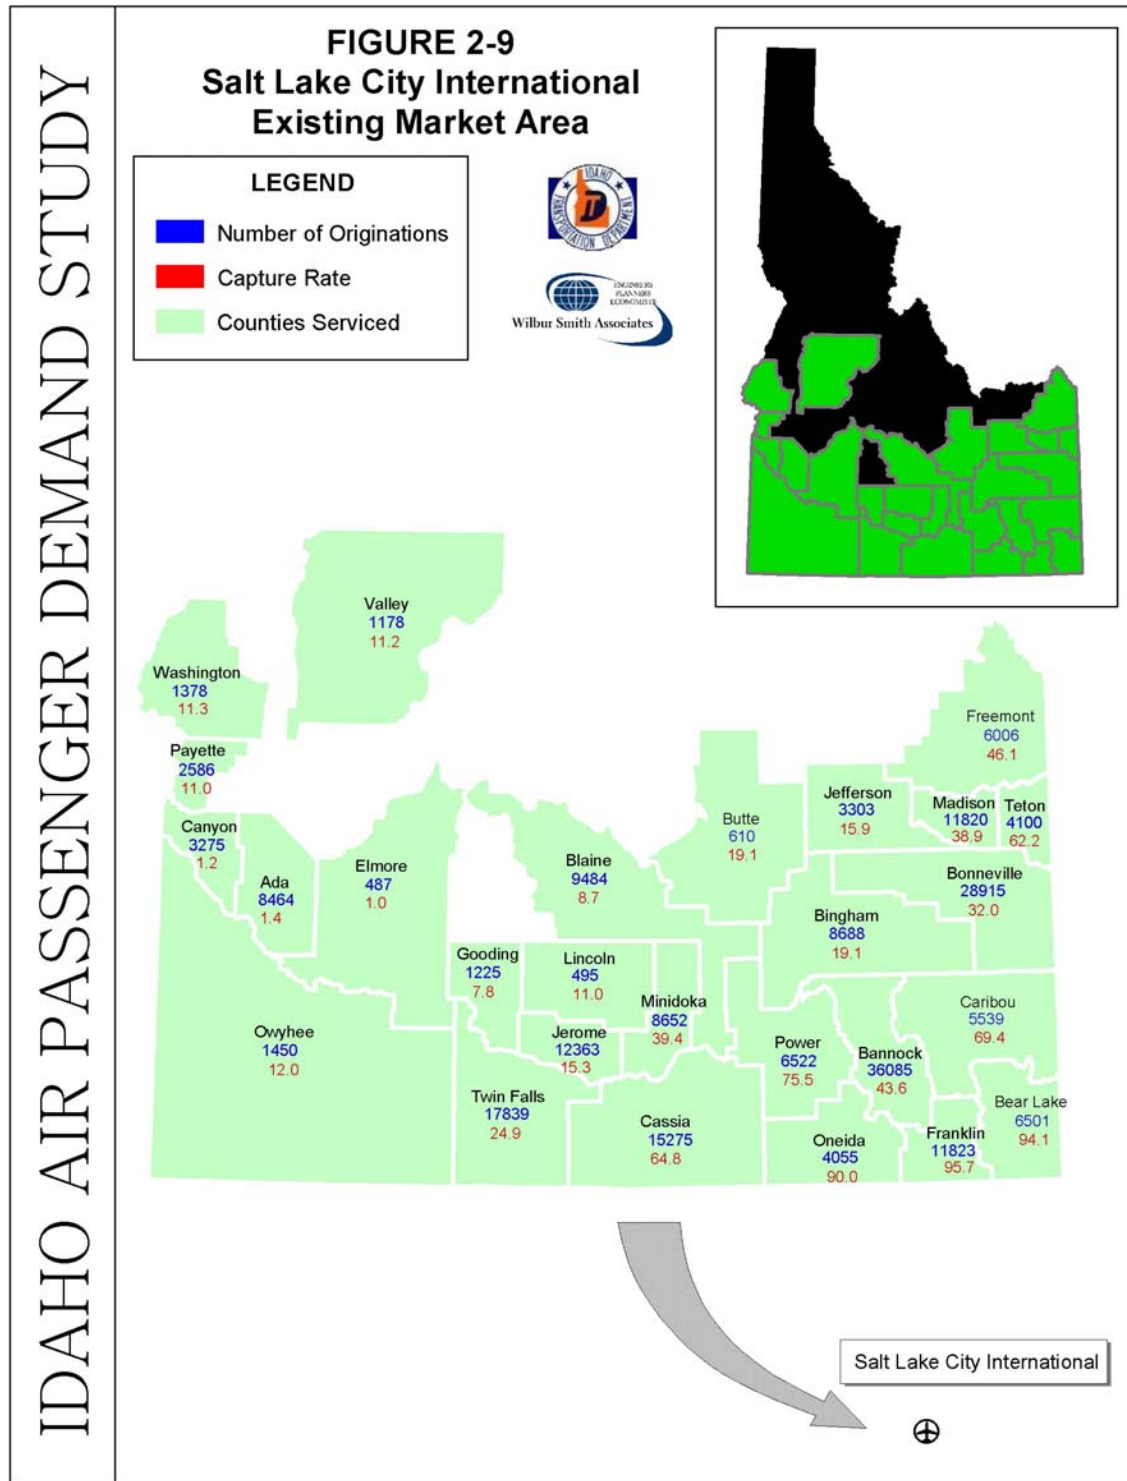 IDAHO AIR PASSENGER DEMAND STUDY
FIGURE 2-9
Salt Lake City International
Existing Market Area
LEGEND
Number of Originations
Capture Rate
Counties Serviced
IDAHO
TRANSPORTATION DEPARTMENT
ENGINEERS
PLANNERS
ECONOMISTS
Wilbur Smith Associates
Valley
1178
11.2
Washington
1378
11.3
Payette
2586
11.0
Canyon
3275
1.2
Ada
8464
1.4
Elmore
487
1.0
Blaine
9484
8.7
Butte
610
19.1
Jefferson
3303
15.9
Freemont
6006
46.1
Madison
11820
38.9
Teton
4100
62.2
Bonneville
28915
32.0
Bingham
8688
19.1
Gooding
1225
7.8
Lincoln
495
11.0
Minidoka
8652
39.4
Owyhee
1450
12.0
Jerome
12363
15.3
Power
6522
75.5
Bannock
36085
43.6
Caribou
5539
69.4
Twin Falls
17839
24.9
Cassia
15275
64.8
Oneida
4055
90.0
Franklin
11823
95.7
Bear Lake
6501
94.1
Salt Lake City International